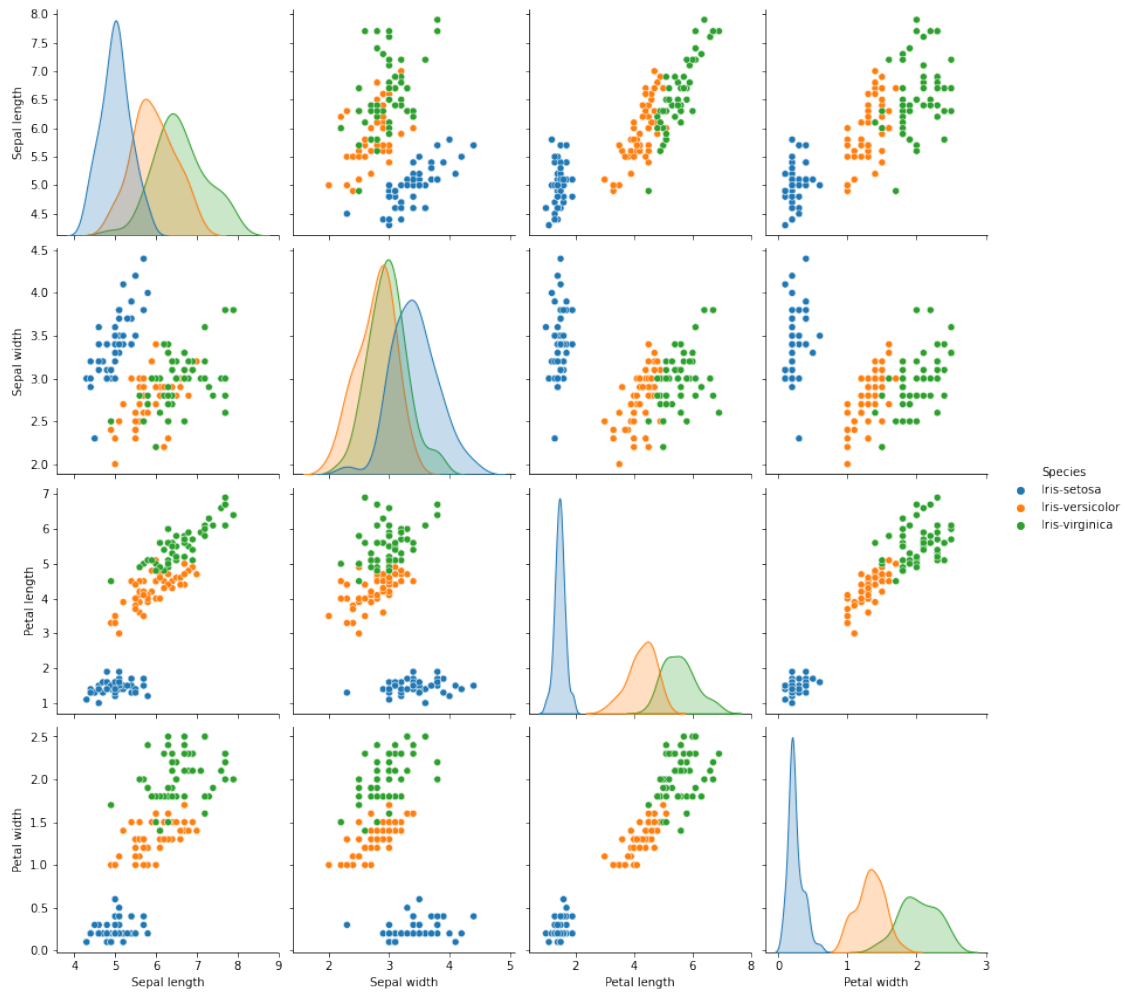 8.0
7.5
7.0
6.5
6.0
5.5
5.0
4.5
Sepal length
4.5
4.0
3.5
3.0
2.5
2.0
Sepal width
Species
Iris-setosa
Iris-versicolor
Iris-virginica
7
6
5
4
3
2
1
Petal length
2.5
2.0
1.5
1.0
0.5
0.0
Petal width
4 5 6 7 8 9
Sepal length
2 3 4 5
Sepal width
2 4 6 8
Petal length
0 1 2 3
Petal width